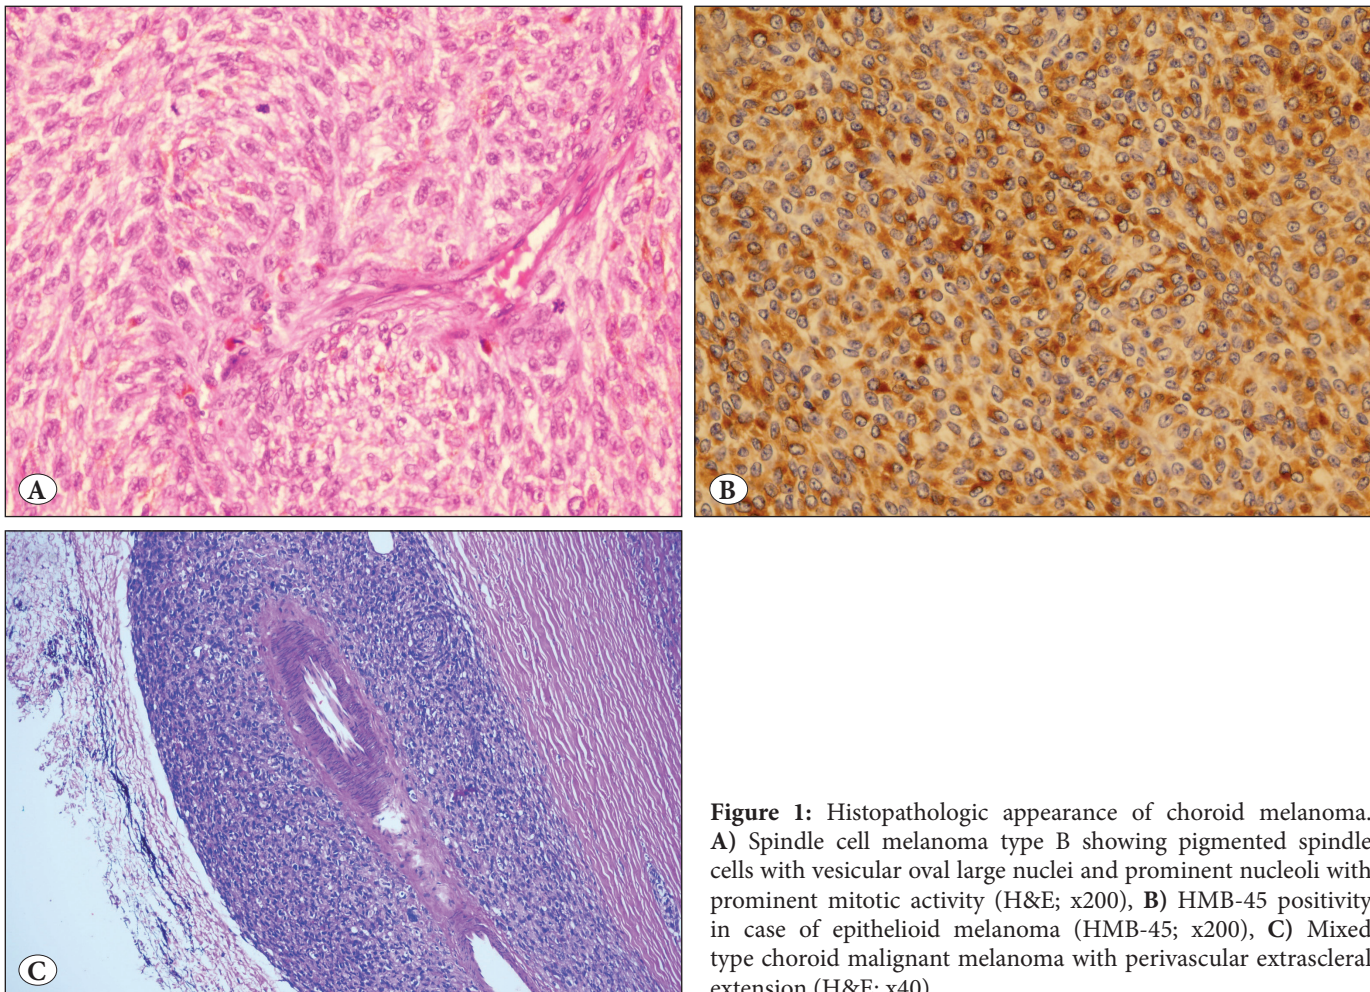 A
B
C
Figure 1: Histopathologic appearance of choroid melanoma.
A) Spindle cell melanoma type B showing pigmented spindle
cells with vesicular oval large nuclei and prominent nucleoli with
prominent mitotic activity (H&E; x200), B) HMB-45 positivity
in case of epithelioid melanoma (HMB-45; x200), C) Mixed
type choroid malignant melanoma with perivascular extrascleral
extension (H&E; x40)